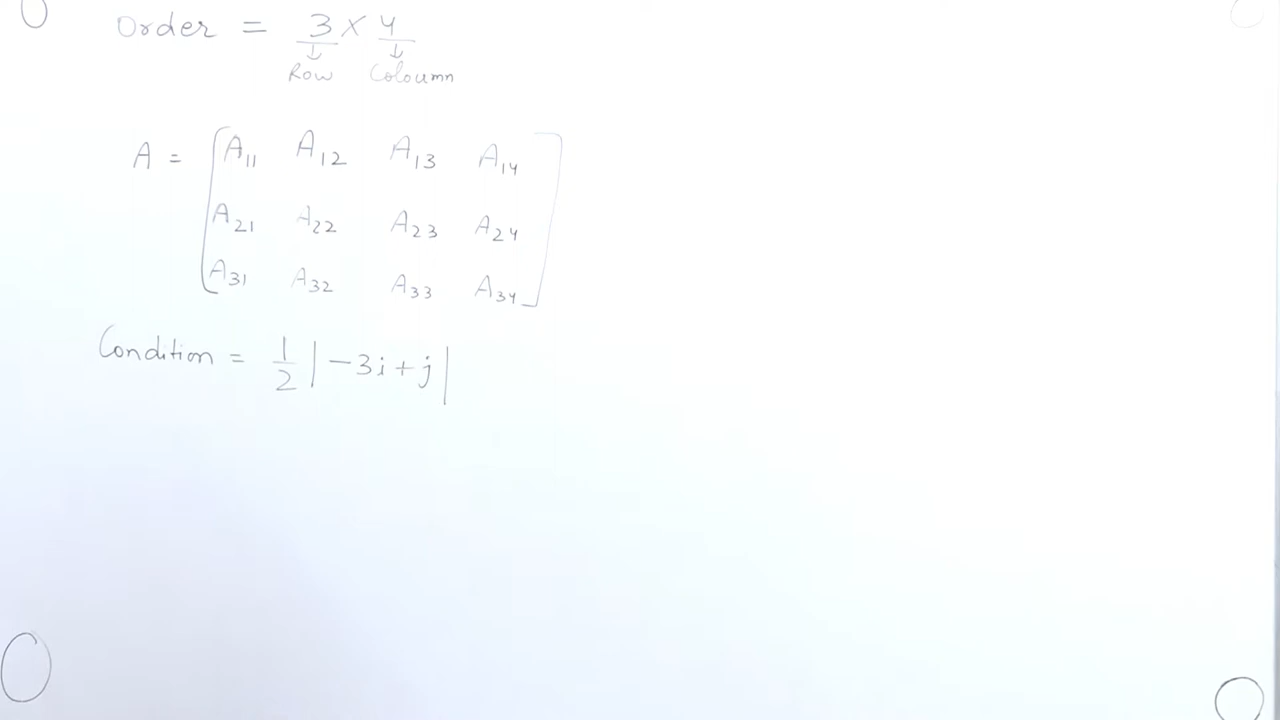 Order = 3 × 4
↓ ↓
Row Coloumn
A = [A11 A12 A13 A14
A21 A22 A23 A24
A31 A32 A33 A34]
Condition = 1/2 |-3i+j|